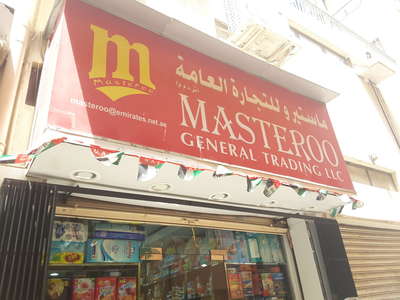 m
Masteroo
masteroo@emirates.net.ae
ماستيرو للتجارة العامة
MASTEROO
GENERAL TRADING LLC